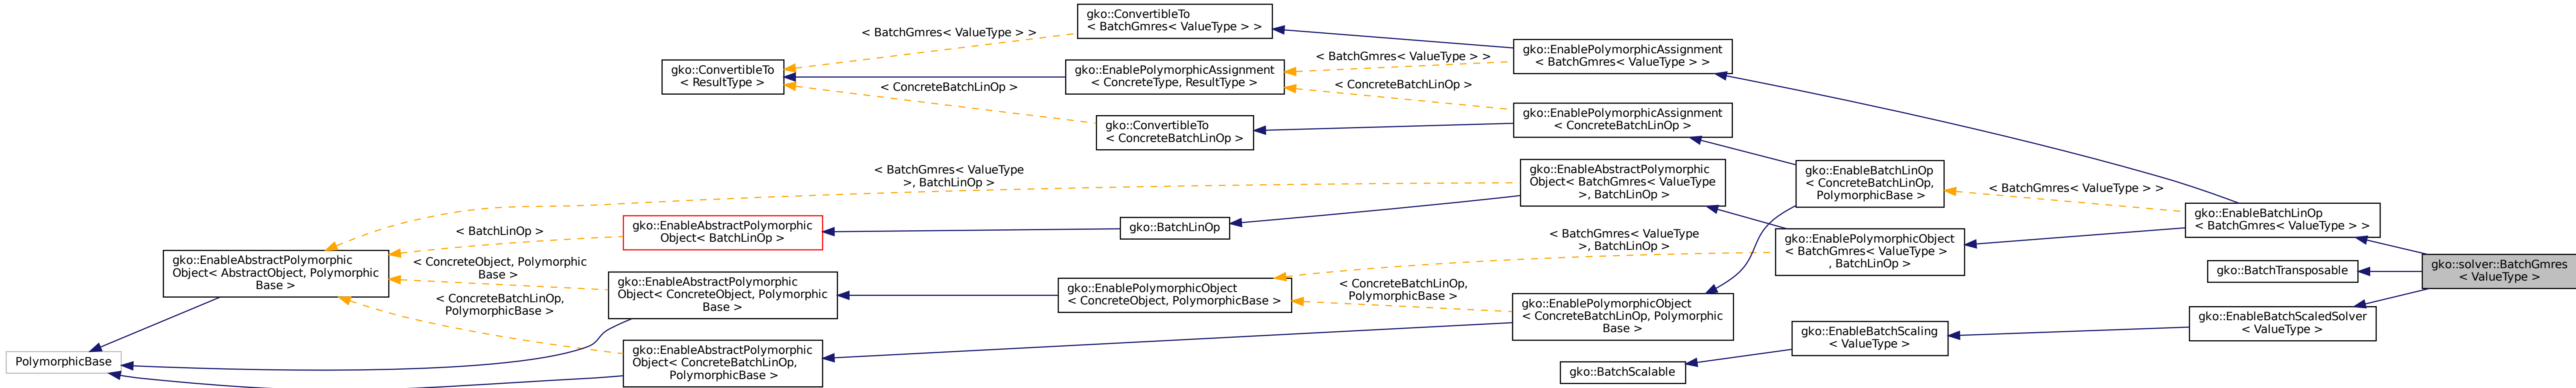 gko::ConvertibleTo
< BatchGmres< ValueType > >
< BatchGmres< ValueType > >
gko::EnablePolymorphicAssignment
< BatchGmres< ValueType > >
< BatchGmres< ValueType > >
gko::ConvertibleTo
< ResultType >
gko::EnablePolymorphicAssignment
< ConcreteType, ResultType >
< ConcreteBatchLinOp >
< ConcreteBatchLinOp >
gko::EnablePolymorphicAssignment
< ConcreteBatchLinOp >
gko::ConvertibleTo
< ConcreteBatchLinOp >
< BatchGmres< ValueType
>, BatchLinOp >
gko::EnableAbstractPolymorphic
Object< BatchGmres< ValueType
>, BatchLinOp >
gko::EnableBatchLinOp
< ConcreteBatchLinOp,
PolymorphicBase >
< BatchGmres< ValueType > >
gko::EnableBatchLinOp
< BatchGmres< ValueType > >
gko::EnableAbstractPolymorphic
Object< BatchLinOp >
< BatchLinOp >
gko::BatchLinOp
< BatchGmres< ValueType
>, BatchLinOp >
gko::EnablePolymorphicObject
< BatchGmres< ValueType >
, BatchLinOp >
gko::EnableAbstractPolymorphic
Object< AbstractObject, Polymorphic
Base >
< ConcreteObject, Polymorphic
Base >
gko::EnableAbstractPolymorphic
Object< ConcreteObject, Polymorphic
Base >
gko::EnablePolymorphicObject
< ConcreteObject, PolymorphicBase >
< ConcreteBatchLinOp,
PolymorphicBase >
gko::EnablePolymorphicObject
< ConcreteBatchLinOp, Polymorphic
Base >
gko::BatchTransposable
gko::solver::BatchGmres
< ValueType >
< ConcreteBatchLinOp,
PolymorphicBase >
gko::EnableBatchScaledSolver
< ValueType >
gko::EnableBatchScaling
< ValueType >
PolymorphicBase
gko::EnableAbstractPolymorphic
Object< ConcreteBatchLinOp,
PolymorphicBase >
gko::BatchScalable